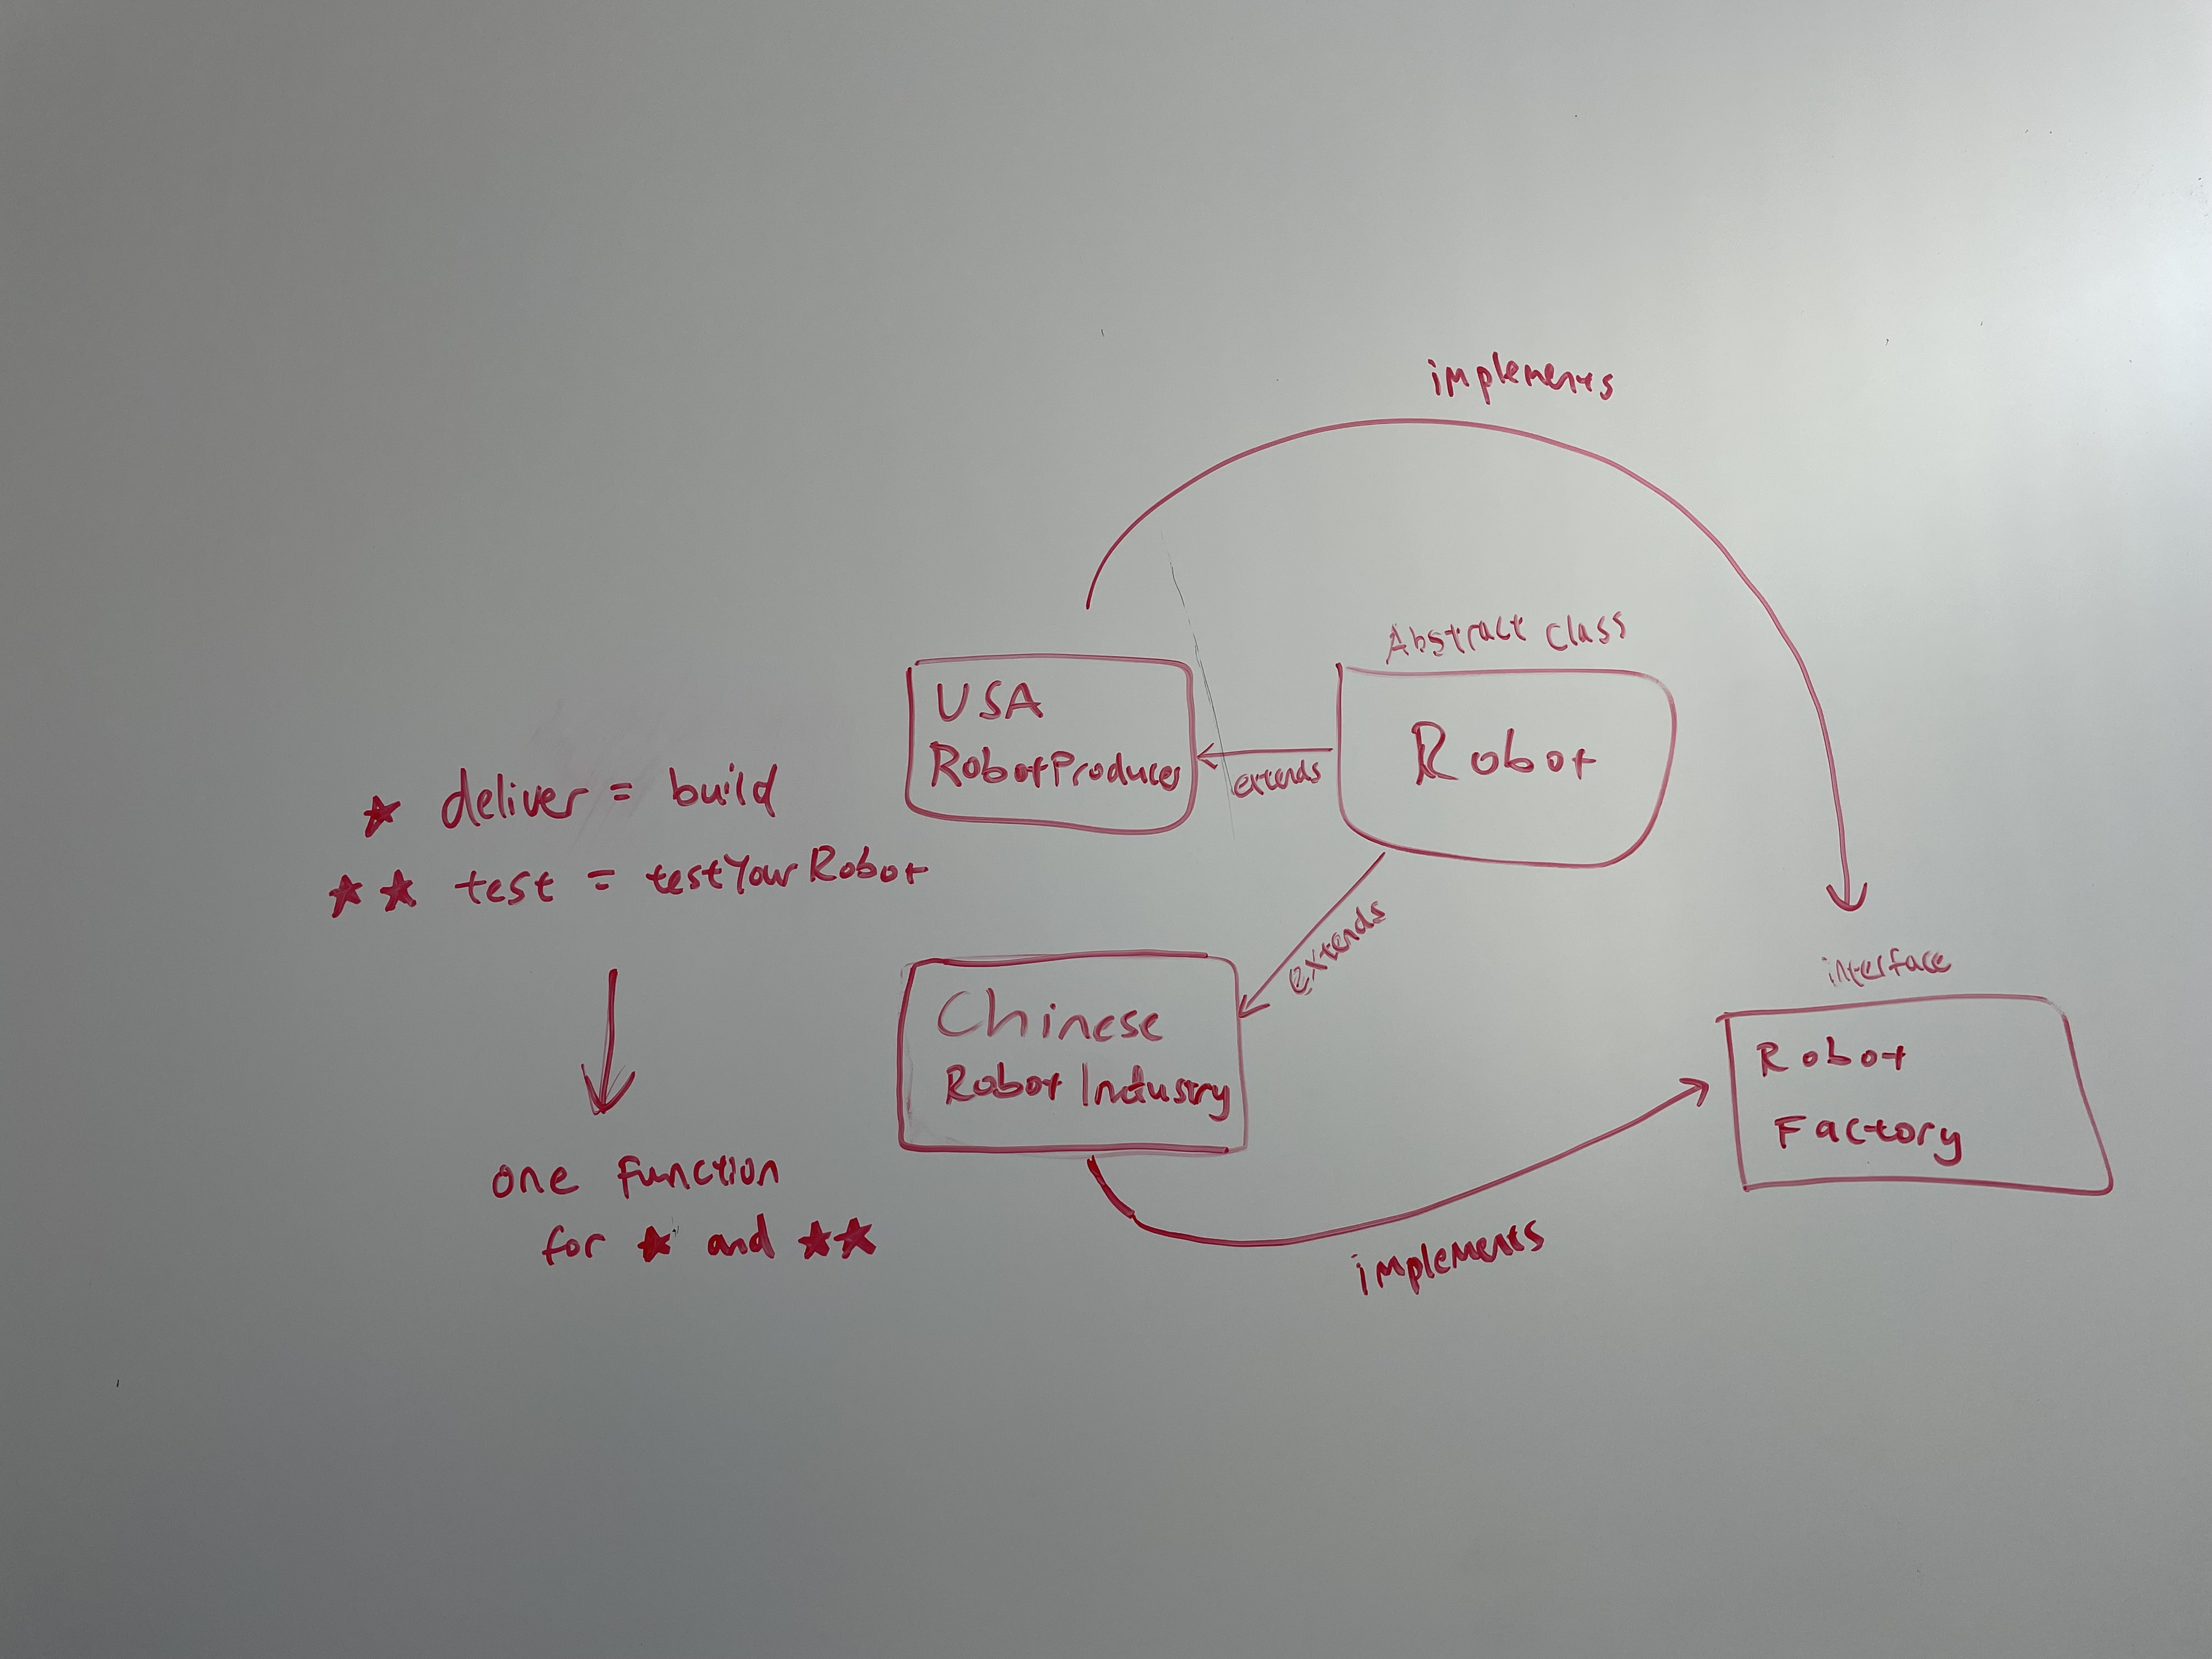 implements
Abstract class
USA
RobotProducer
extends
Robot
★ deliver = build
★★ test = testYourRobot
extends
interface
Chinese
Robot Industry
Robot
Factory
one function
for ★ and ★★
implements